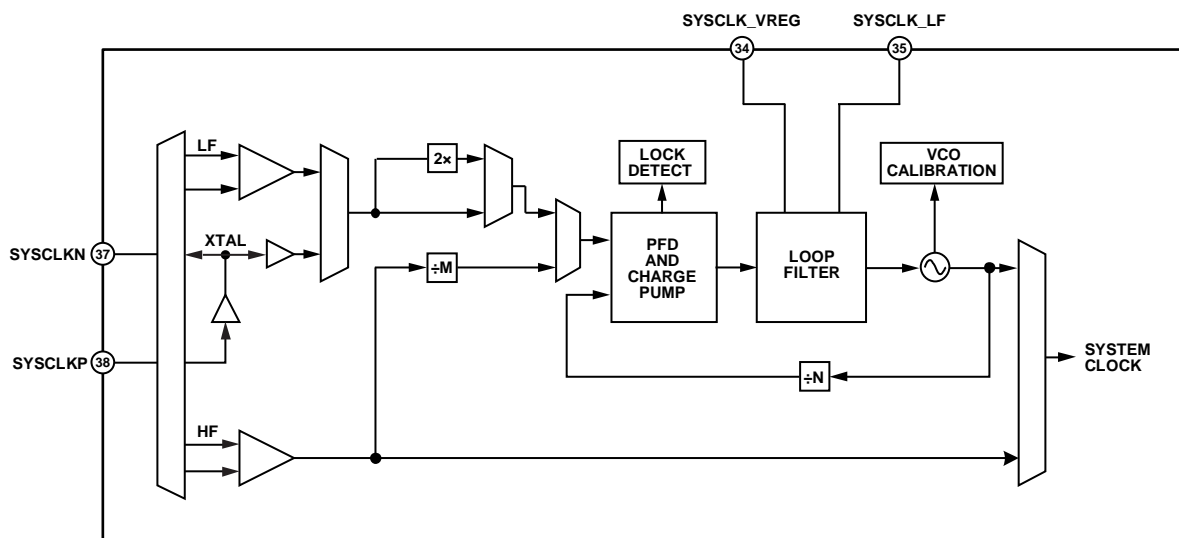 SYSCLK_VREG
SYSCLK_LF
34
35
LF
2×
LOCK
DETECT
VCO
CALIBRATION
SYSCLKN
37
XTAL
÷M
PFD
AND
CHARGE
PUMP
LOOP
FILTER
SYSCLKP
38
÷N
SYSTEM
CLOCK
HF